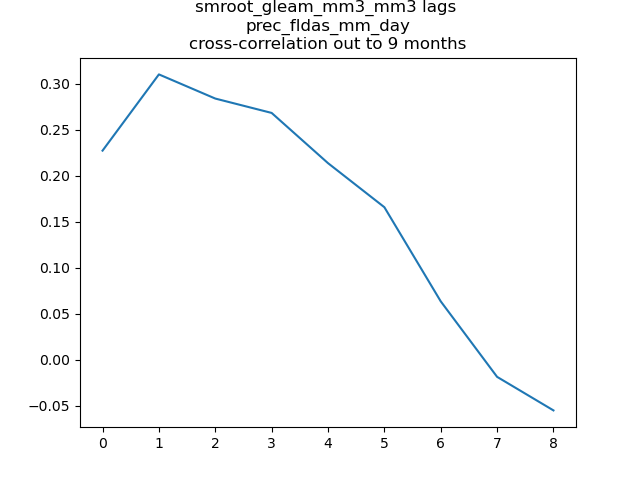 smroot_gleam_mm3_mm3 lags
prec_fldas_mm_day
cross-correlation out to 9 months
0.30
0.25
0.20
0.15
0.10
0.05
0.00
−0.05
0 1 2 3 4 5 6 7 8